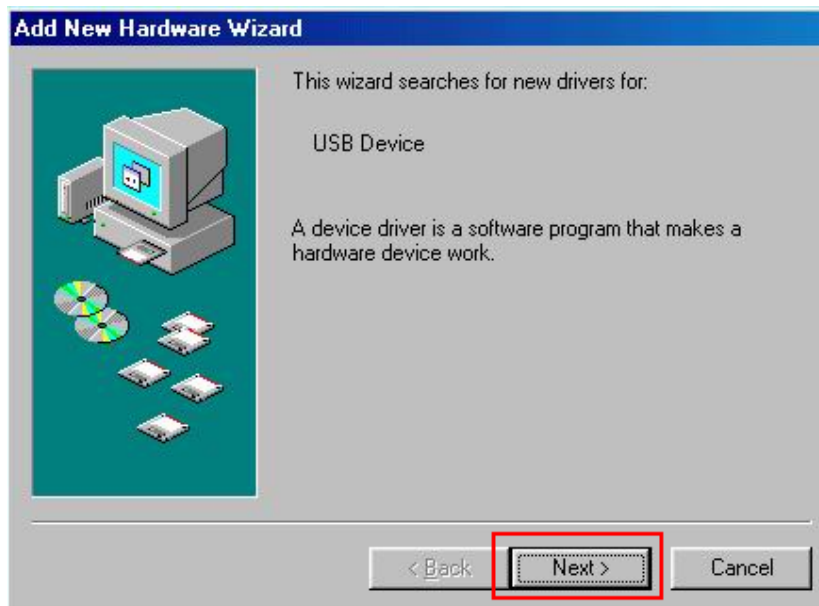 Add New Hardware Wizard
This wizard searches for new drivers for:
USB Device
A device driver is a software program that makes a
hardware device work.
< Back
Next >
Cancel